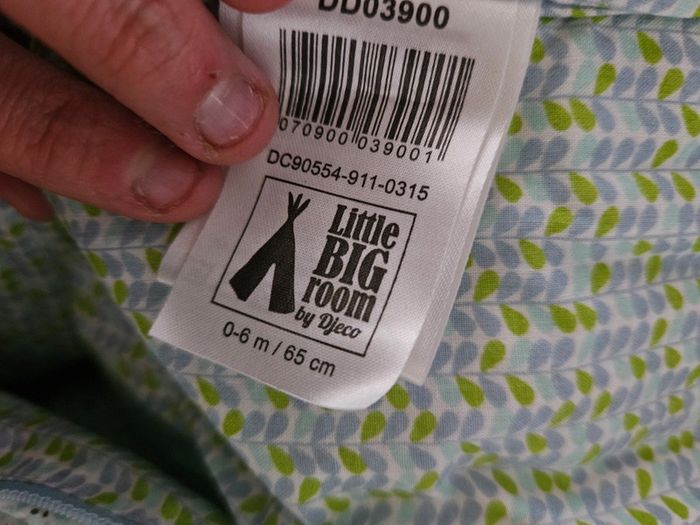 DD03900
070900 039001
DC90554-911-0315
Little
BIG
room
by Djeco
0-6 m / 65 cm